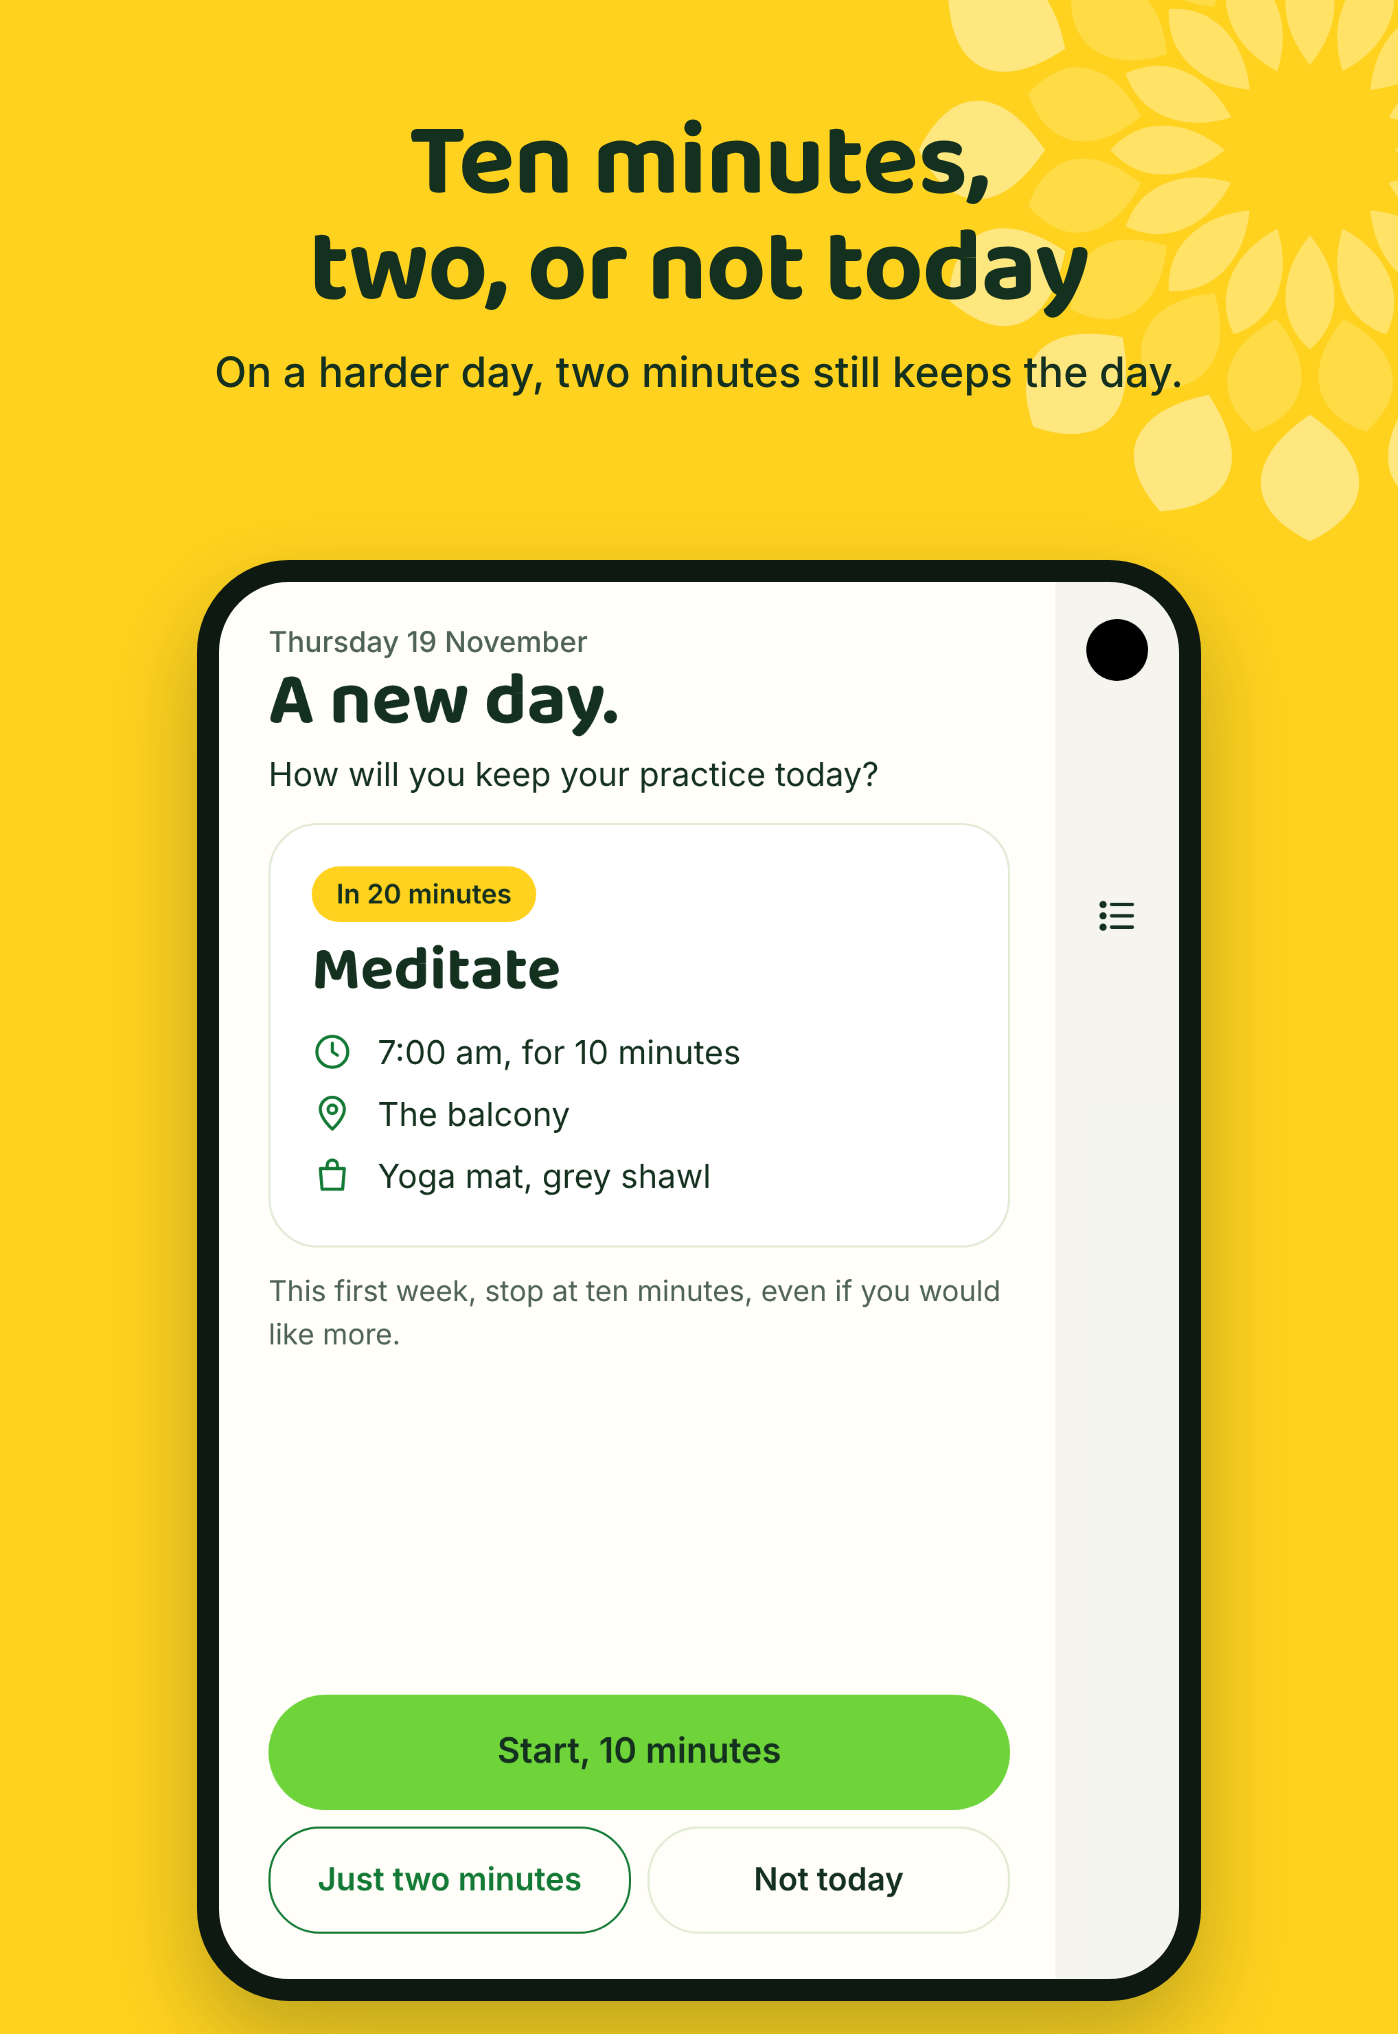 Ten minutes,
two, or not today
On a harder day, two minutes still keeps the day.
Thursday 19 November
A new day.
How will you keep your practice today?
In 20 minutes
Meditate
7:00 am, for 10 minutes
The balcony
Yoga mat, grey shawl
This first week, stop at ten minutes, even if you would
like more.
Start, 10 minutes
Just two minutes
Not today